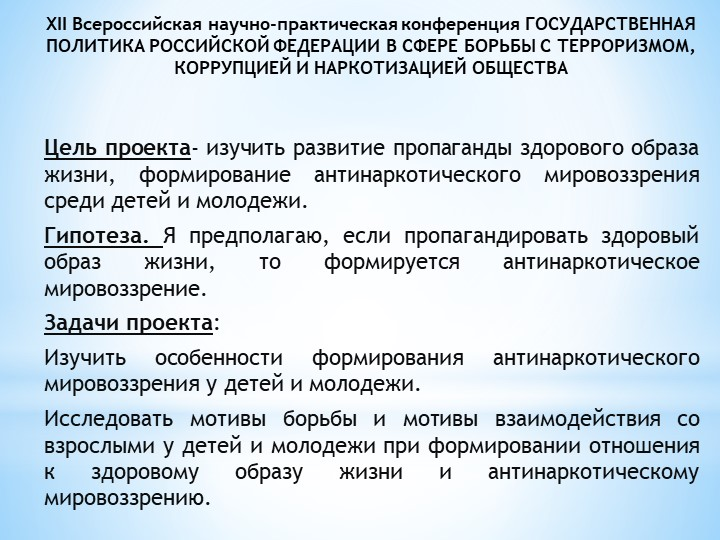 XII Всероссийская научно-практическая конференция ГОСУДАРСТВЕННАЯ
ПОЛИТИКА РОССИЙСКОЙ ФЕДЕРАЦИИ В СФЕРЕ БОРЬБЫ С ТЕРРОРИЗМОМ,
КОРРУПЦИЕЙ И НАРКОТИЗАЦИЕЙ ОБЩЕСТВА
Цель проекта- изучить развитие пропаганды здорового образа
жизни, формирование антинаркотического мировоззрения
среди детей и молодежи.
Гипотеза. Я предполагаю, если пропагандировать здоровый
образ жизни, то формируется антинаркотическое
мировоззрение.
Задачи проекта:
Изучить особенности формирования антинаркотического
мировоззрения у детей и молодежи.
Исследовать мотивы борьбы и мотивы взаимодействия со
взрослыми у детей и молодежи при формировании отношения
к здоровому образу жизни и антинаркотическому
мировоззрению.